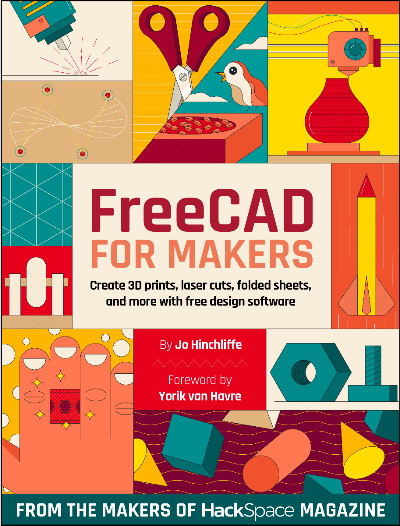 FreeCAD
FOR MAKERS
Create 3D prints, laser cuts, folded sheets,
and more with free design software
By Jo Hinchliffe
Foreword by
Yorik van Havre
FROM THE MAKERS OF HackSpace MAGAZINE